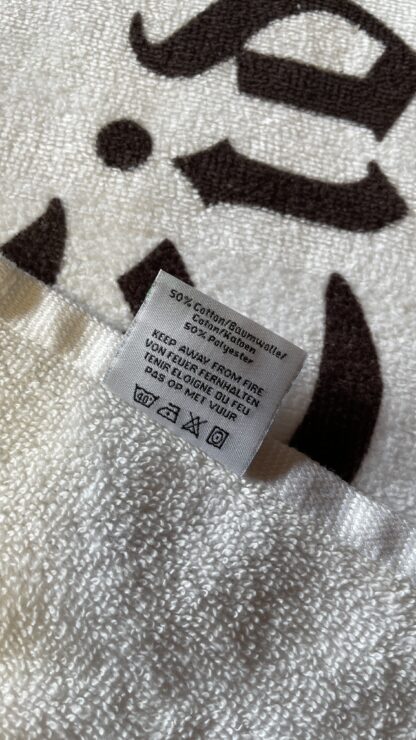 50% Cotton/Baumwolle/
Coton/Katoen
50% Polyester
KEEP AWAY FROM FIRE
VON FEUER FERNHALTEN
TENIR ELOIGNE DU FEU
PAS OP MET VUUR
40°